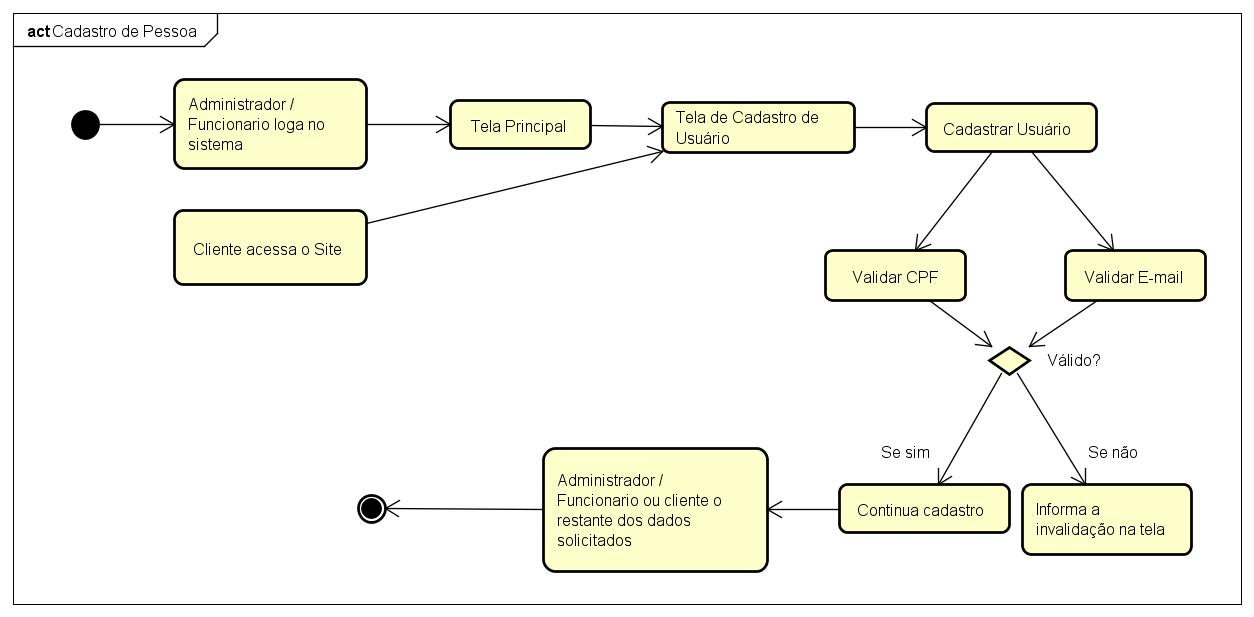 act Cadastro de Pessoa
Administrador /
Funcionario loga no
sistema
Tela Principal
Tela de Cadastro de
Usuário
Cadastrar Usuário
Cliente acessa o Site
Validar CPF
Validar E-mail
Válido?
Se sim
Se não
Administrador /
Funcionario ou cliente o
restante dos dados
solicitados
Continua cadastro
Informa a
invalidação na tela